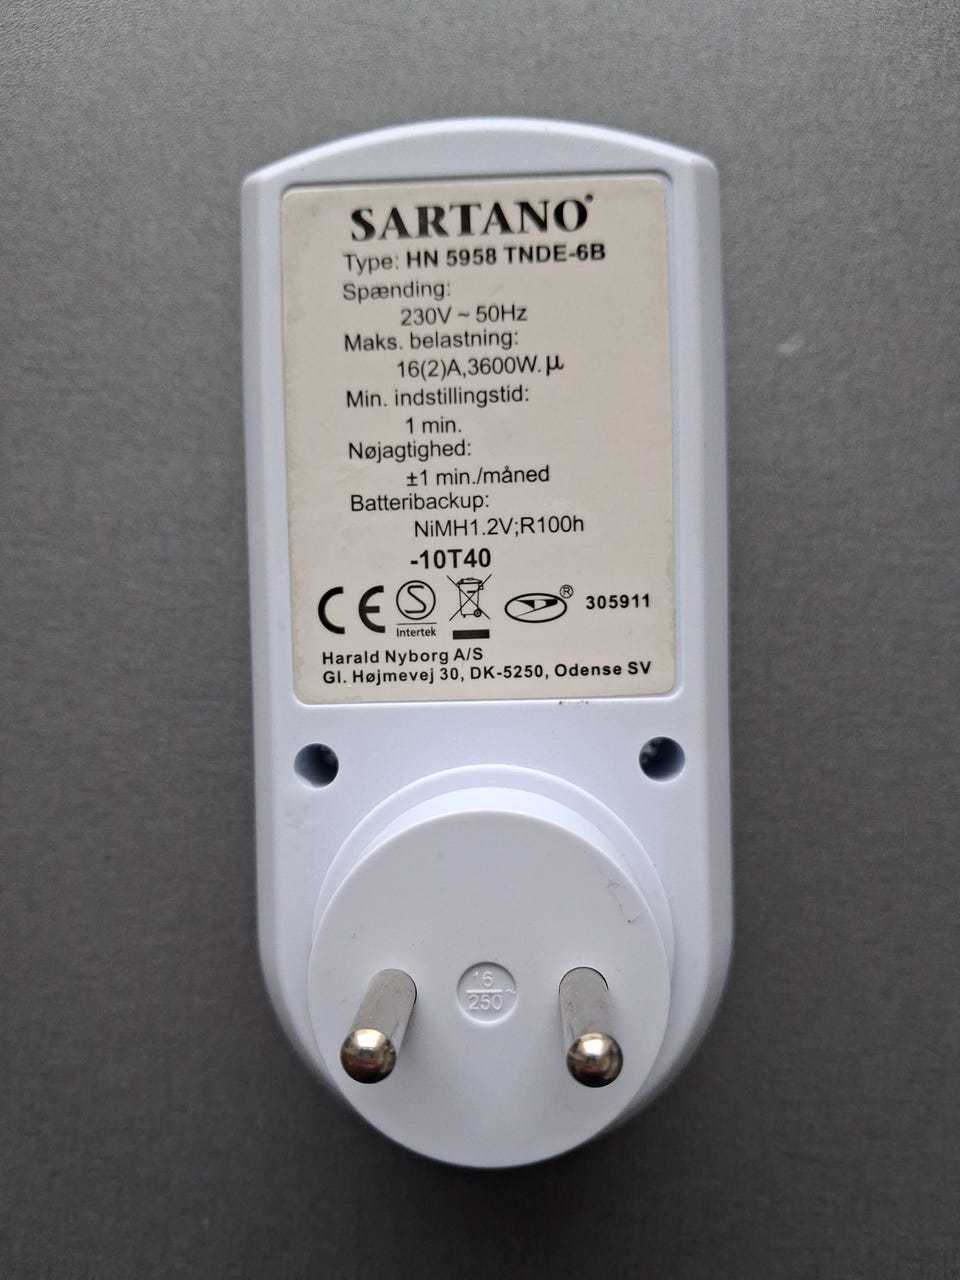 SARTANO®
Type: HN 5958 TNDE-6B
Spænding:
230V ~ 50Hz
Maks. belastning:
16(2)A,3600W. µ
Min. indstillingstid:
1 min.
Nøjagtighed:
±1 min./måned
Batteribackup:
NiMH1.2V;R100h
-10T40
CE S Intertek ® 305911
Harald Nyborg A/S
Gl. Højmevej 30, DK-5250, Odense SV
16
250~